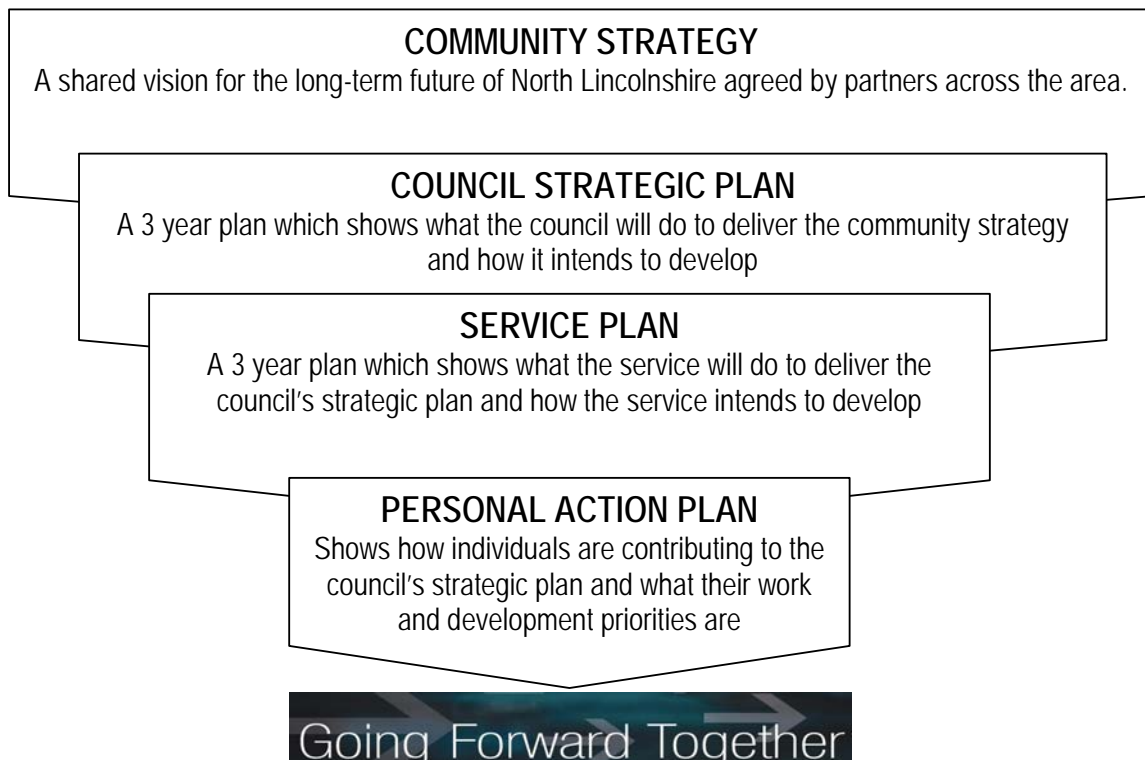 COMMUNITY STRATEGY
A shared vision for the long-term future of North Lincolnshire agreed by partners across the area.
COUNCIL STRATEGIC PLAN
A 3 year plan which shows what the council will do to deliver the community strategy
and how it intends to develop
SERVICE PLAN
A 3 year plan which shows what the service will do to deliver the
council's strategic plan and how the service intends to develop
PERSONAL ACTION PLAN
Shows how individuals are contributing to the
council's strategic plan and what their work
and development priorities are
Going Forward Together